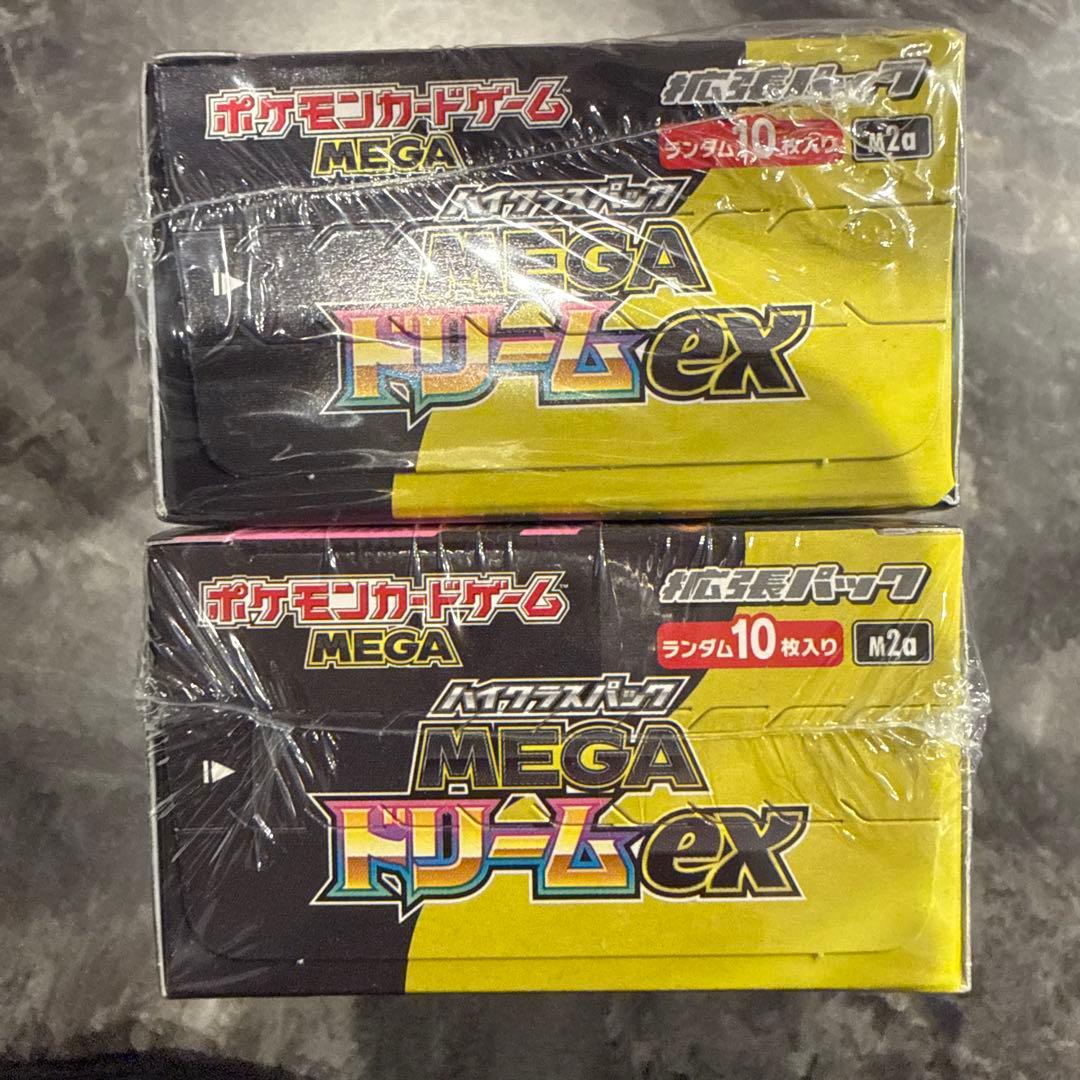 ポケモンカードゲーム™
MEGA
拡張パック
ランダム10枚入り
M2a
ハイクラスパック
MEGA
ドリームex
ポケモンカードゲーム™
MEGA
拡張パック
ランダム10枚入り
M2a
ハイクラスパック
MEGA
ドリームex